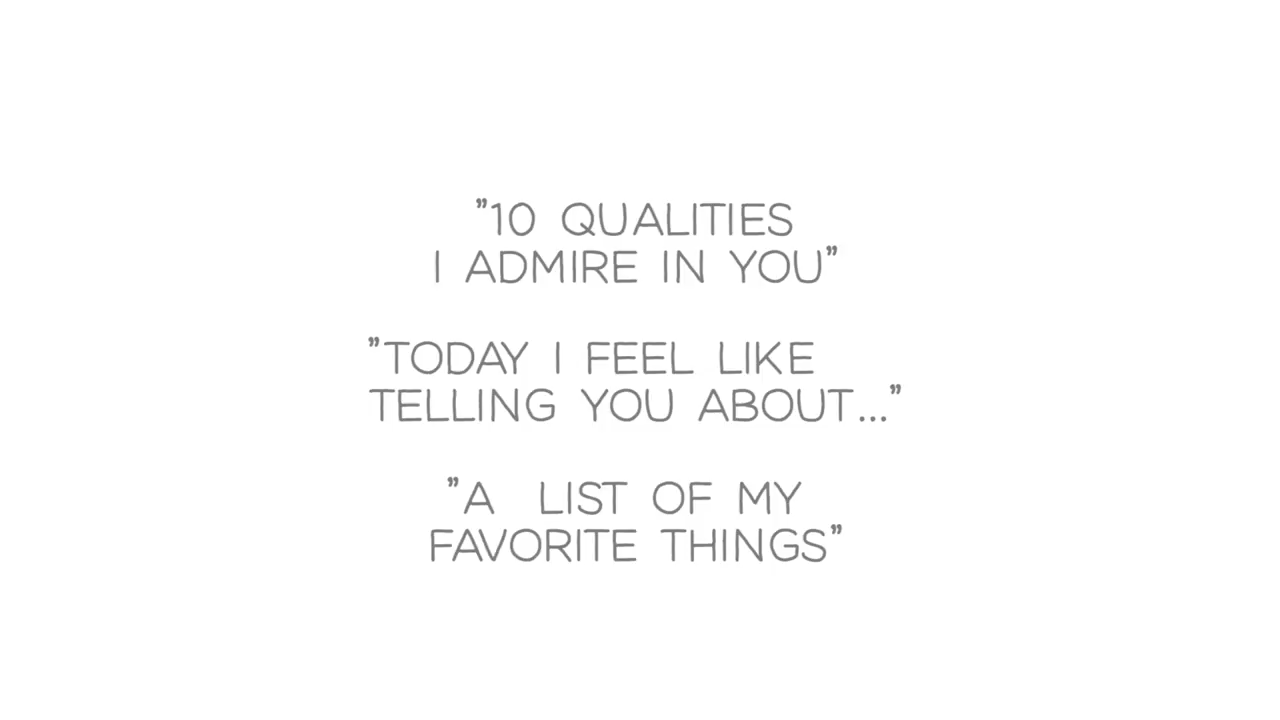 ”10 QUALITIES
I ADMIRE IN YOU”
”TODAY I FEEL LIKE
TELLING YOU ABOUT...”
”A LIST OF MY
FAVORITE THINGS”